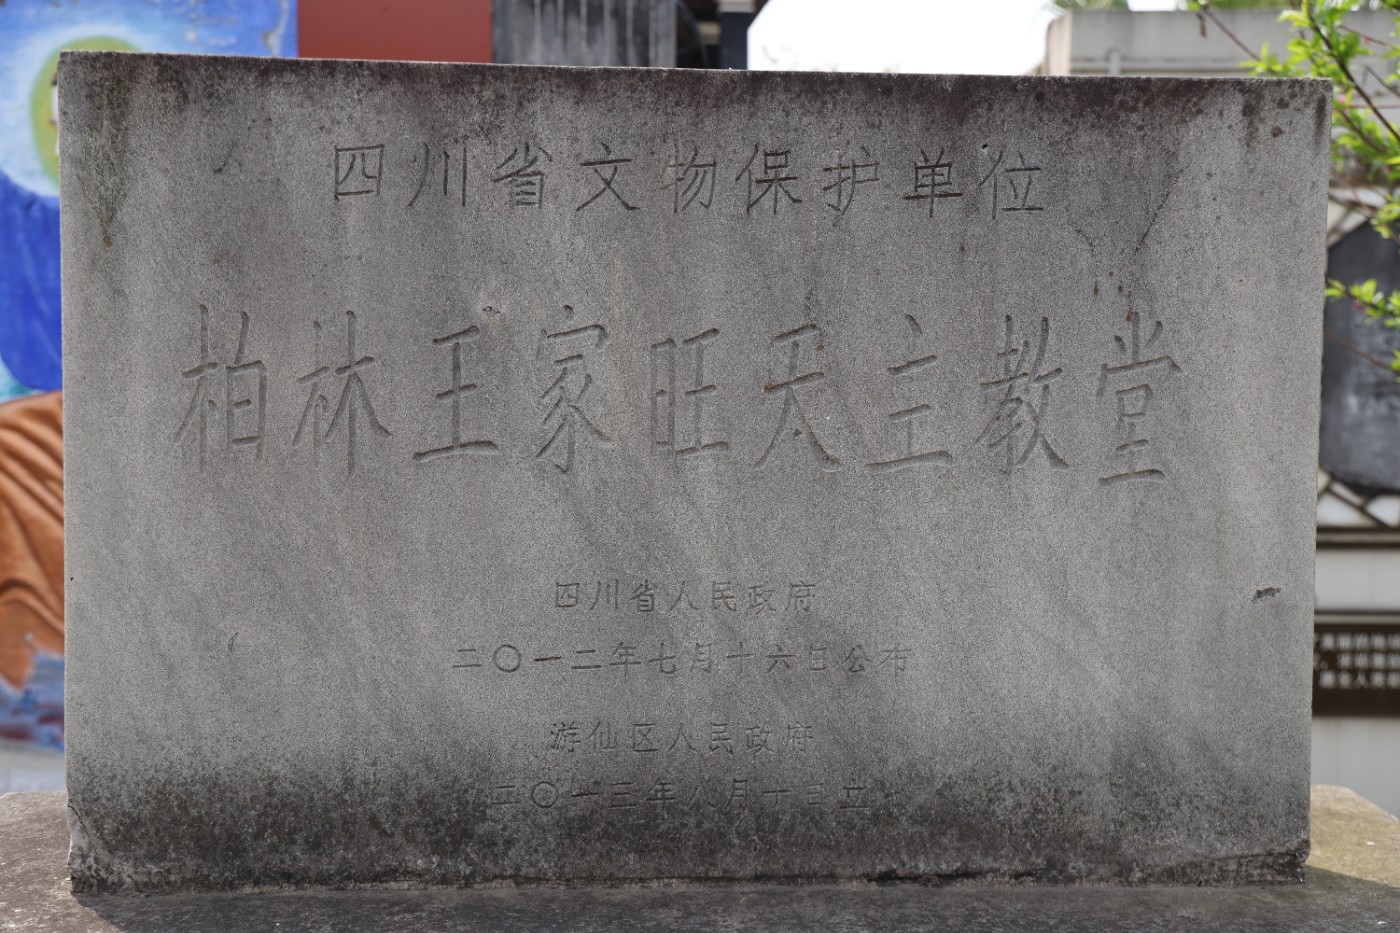 四川省文物保护单位
柏林王家旺天主教堂
四川省人民政府
二〇一二年七月十六日公布
游仙区人民政府
二〇一三年八月十日立